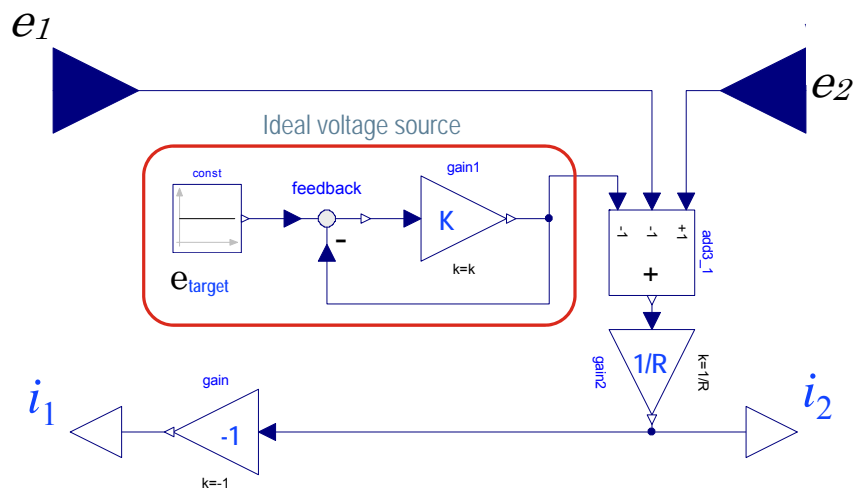 e1
e2
Ideal voltage source
const
feedback
gain1
K
k=k
-
etarget
-1
-1
+1
+
add3_1
gain
gain2
1/R
k=1/R
i1
-1
k=-1
i2